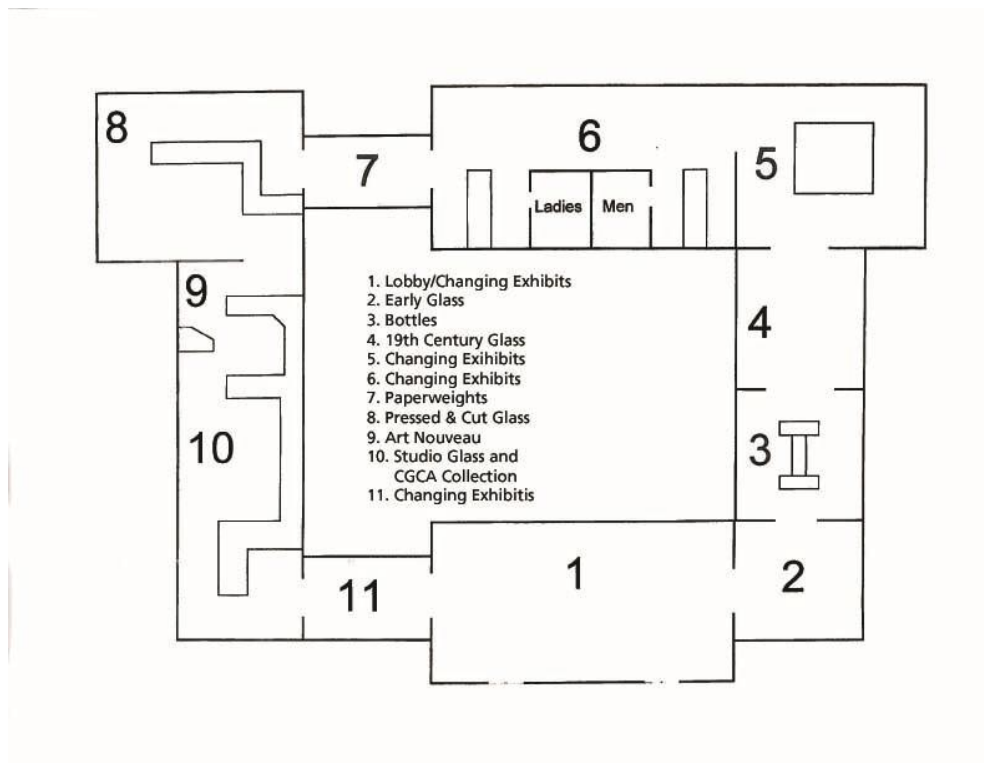 8
7
6
5
Ladies Men
9
1. Lobby/Changing Exhibits
2. Early Glass
3. Bottles
4. 19th Century Glass
5. Changing Exihibits
6. Changing Exhibits
7. Paperweights
8. Pressed & Cut Glass
9. Art Nouveau
10. Studio Glass and
CGCA Collection
11. Changing Exhibitis
4
3
10
11
1
2